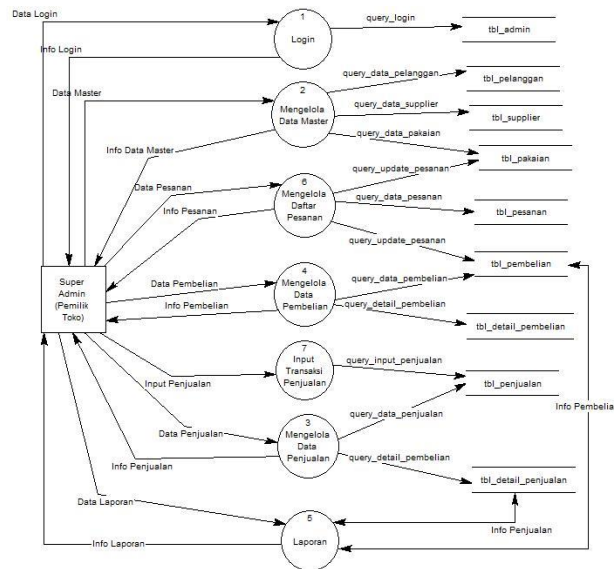 Data Login
1
Login
query_login
tbl_admin
Info Login
query_data_pelanggan
tbl_pelanggan
Data Master
2
Mengelola
Data Master
query_data_supplier
tbl_supplier
query_data_pakaian
Info Data Master
query_update_pesanan
tbl_pakaian
Data Pesanan
6
Mengelola
Daftar
Pesanan
query_data_pesanan
tbl_pesanan
Info Pesanan
query_update_pesanan
tbl_pembelian
Super
Admin
(Pemilik
Toko)
Data Pembelian
4
Mengelola
Data
Pembelian
query_data_pembelian
Info Pembelian
query_detail_pembelian
tbl_detail_pembelian
7
Input
Transaksi
Penjualan
query_input_penjualan
tbl_penjualan
Input Penjualan
query_data_penjualan
Info Pembelia
Data Penjualan
3
Mengelola
Data
Penjualan
Info Penjualan
query_detail_pembelian
tbl_detail_penjualan
Data Laporan
5
Laporan
Info Penjualan
Info Laporan